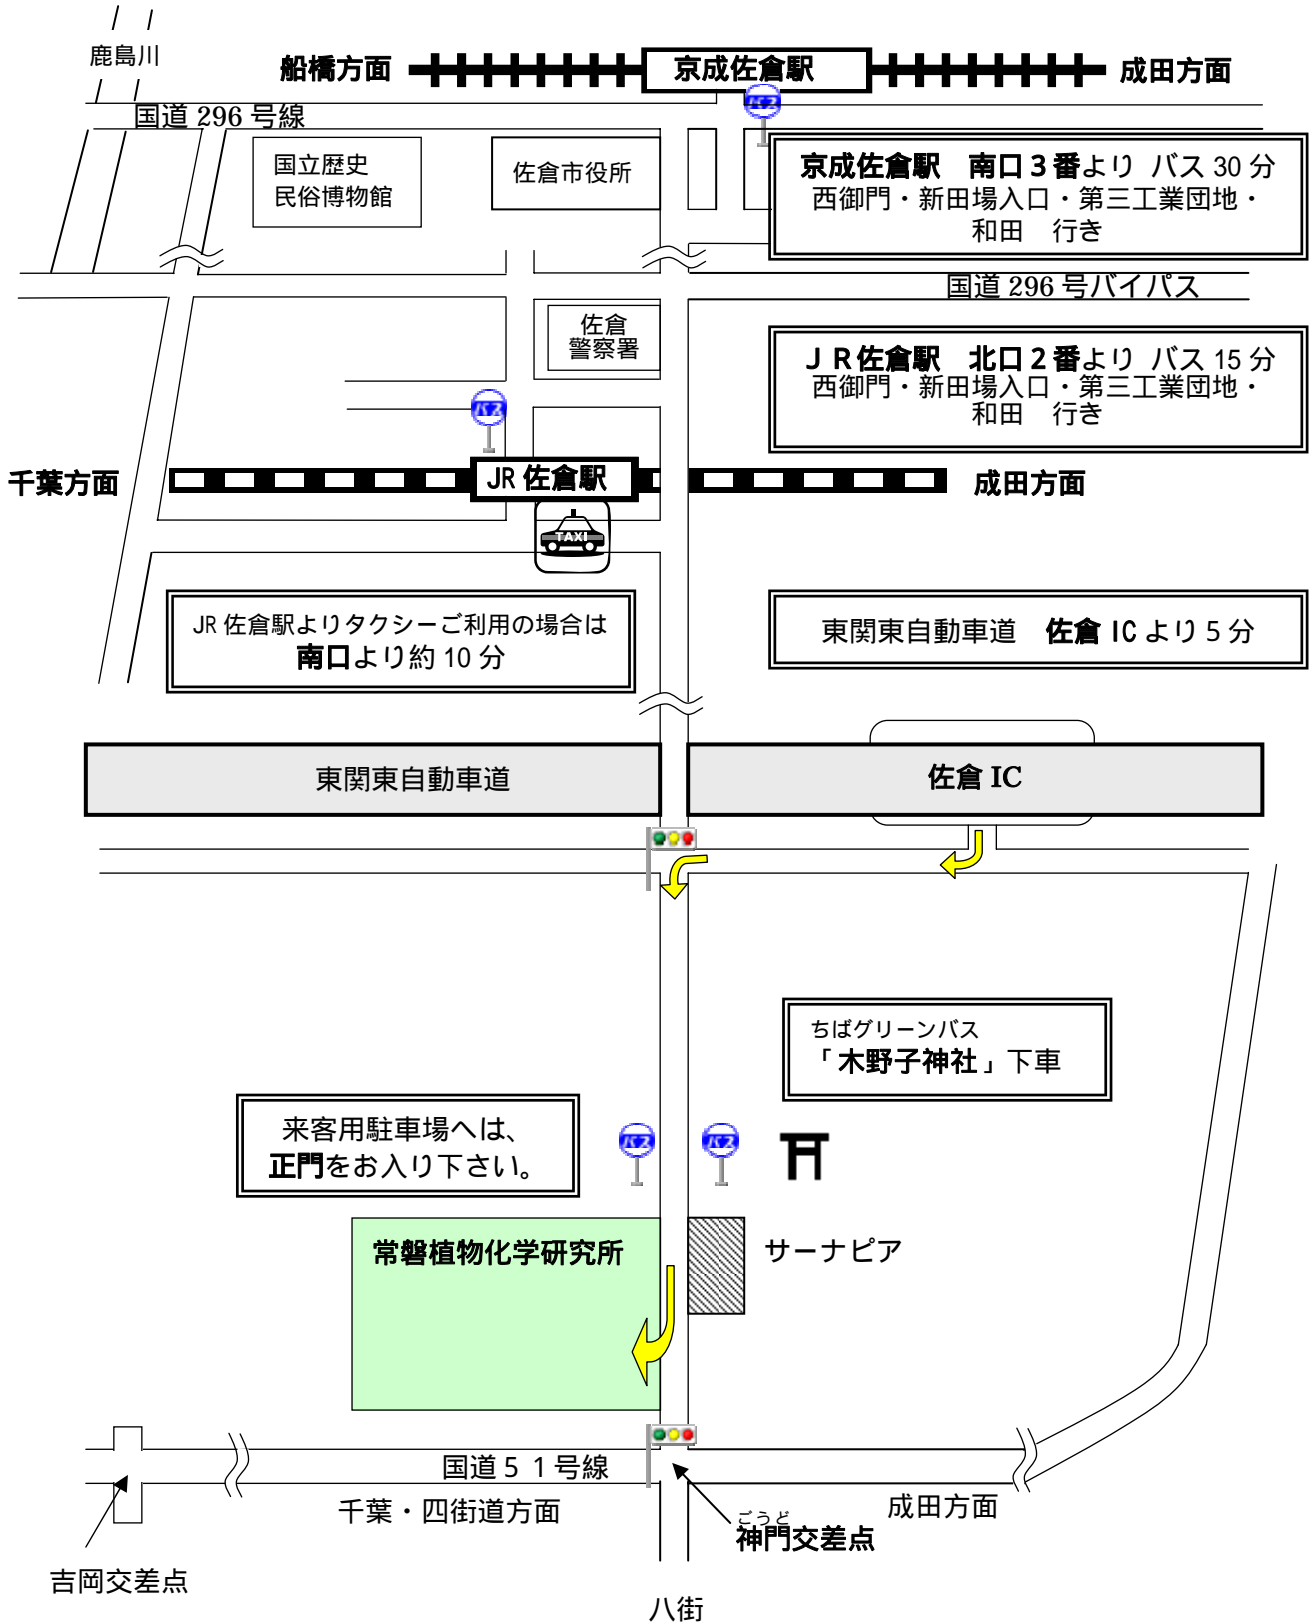 鹿島川
船橋方面
京成佐倉駅
成田方面
国道 296 号線
バス
国立歴史
民俗博物館
佐倉市役所
京成佐倉駅　南口３番より バス 30 分
西御門・新田場入口・第三工業団地・
和田　行き
国道 296 号バイパス
佐倉
警察署
ＪＲ佐倉駅　北口２番より バス 15 分
西御門・新田場入口・第三工業団地・
和田　行き
バス
千葉方面
JR 佐倉駅
成田方面
TAXI
JR 佐倉駅よりタクシーご利用の場合は
南口より約 10 分
東関東自動車道　佐倉 IC より 5 分
東関東自動車道
佐倉 IC
ちばグリーンバス
「木野子神社」下車
来客用駐車場へは、
正門をお入り下さい。
バス
バス
常磐植物化学研究所
サーナピア
国道５１号線
千葉・四街道方面
成田方面
ごうど
神門交差点
吉岡交差点
八街